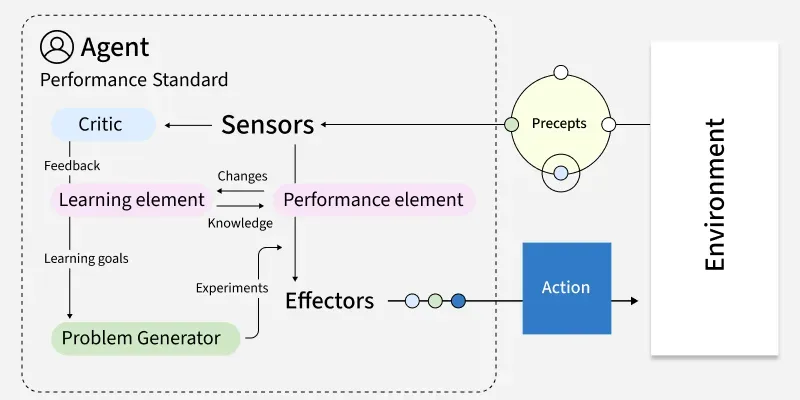 Agent
Performance Standard
Critic
Sensors
Precepts
Feedback
Changes
Learning element
Performance element
Knowledge
Environment
Learning goals
Experiments
Effectors
Action
Problem Generator